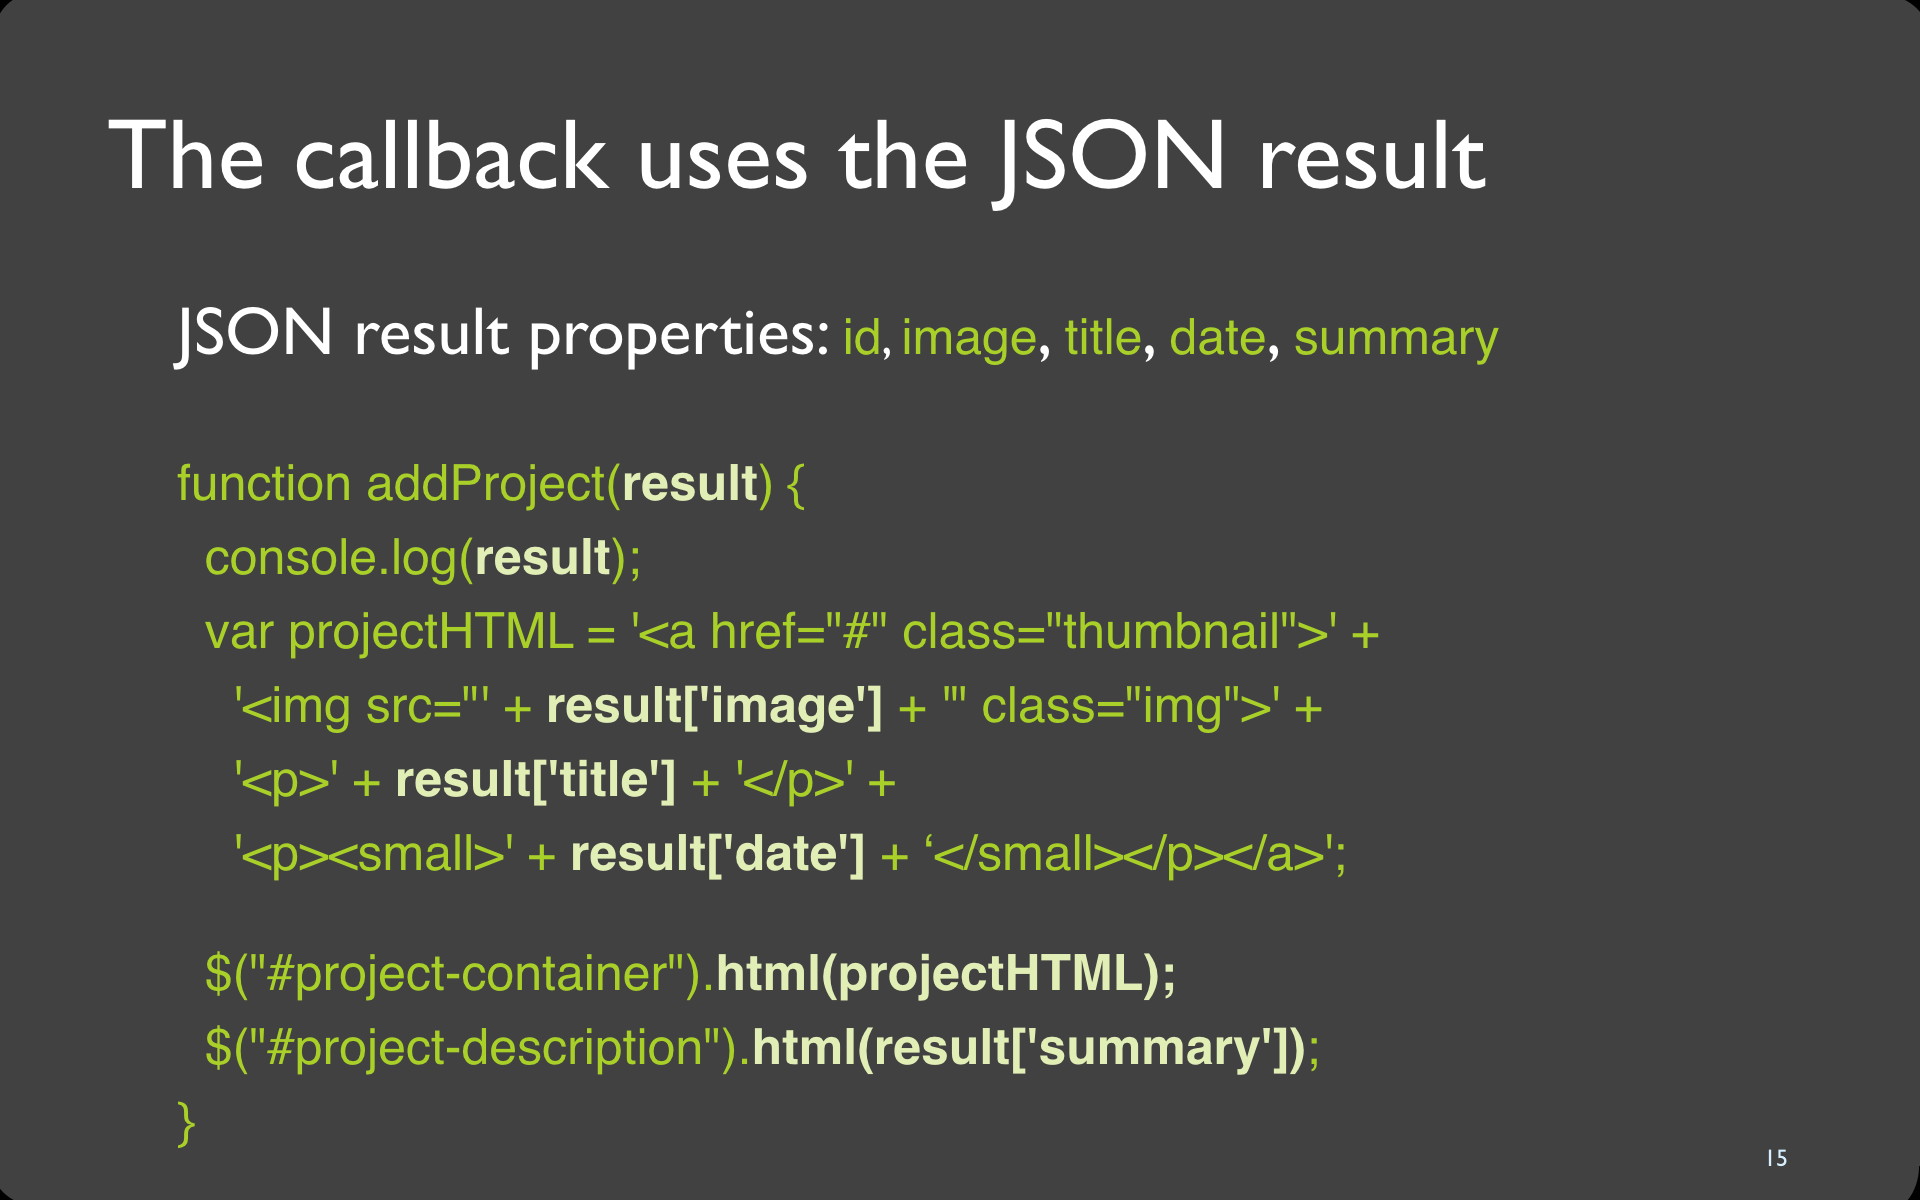 The callback uses the JSON result
JSON result properties: id, image, title, date, summary
function addProject(result) {
console.log(result);
var projectHTML = '<a href="#" class="thumbnail">' +
'<img src="' + result['image'] + '" class="img">' +
'<p>' + result['title'] + '</p>' +
'<p><small>' + result['date'] + ‘</small></p></a>';
$("#project-container").html(projectHTML);
$("#project-description").html(result['summary']);
}
15